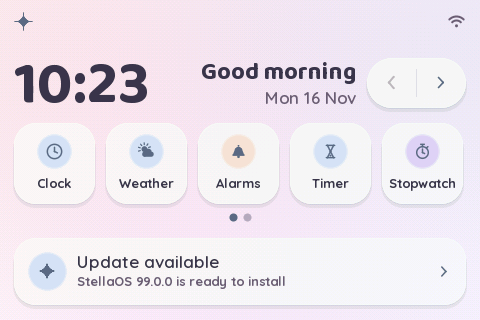 10:23
Good morning
Mon 16 Nov
Clock
Weather
Alarms
Timer
Stopwatch
Update available
StellaOS 99.0.0 is ready to install